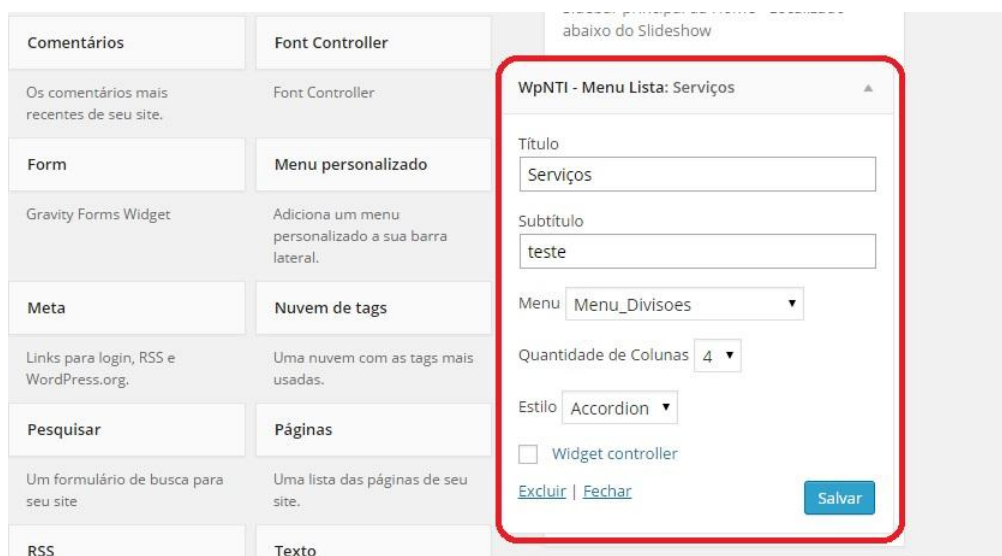 Comentários
Font Controller
Os comentários mais
recentes de seu site.
Font Controller
Form
Menu personalizado
Gravity Forms Widget
Adiciona um menu
personalizado a sua barra
lateral.
Meta
Nuvem de tags
Links para login, RSS e
WordPress.org.
Uma nuvem com as tags mais
usadas.
Pesquisar
Páginas
Um formulário de busca para
seu site
Uma lista das páginas de seu
site.
RSS
Texto
abaixo do Slideshow
WpNTI - Menu Lista: Serviços
Título
Serviços
Subtítulo
teste
Menu Menu_Divisoes
Quantidade de Colunas 4
Estilo Accordion
Widget controller
Excluir | Fechar
Salvar